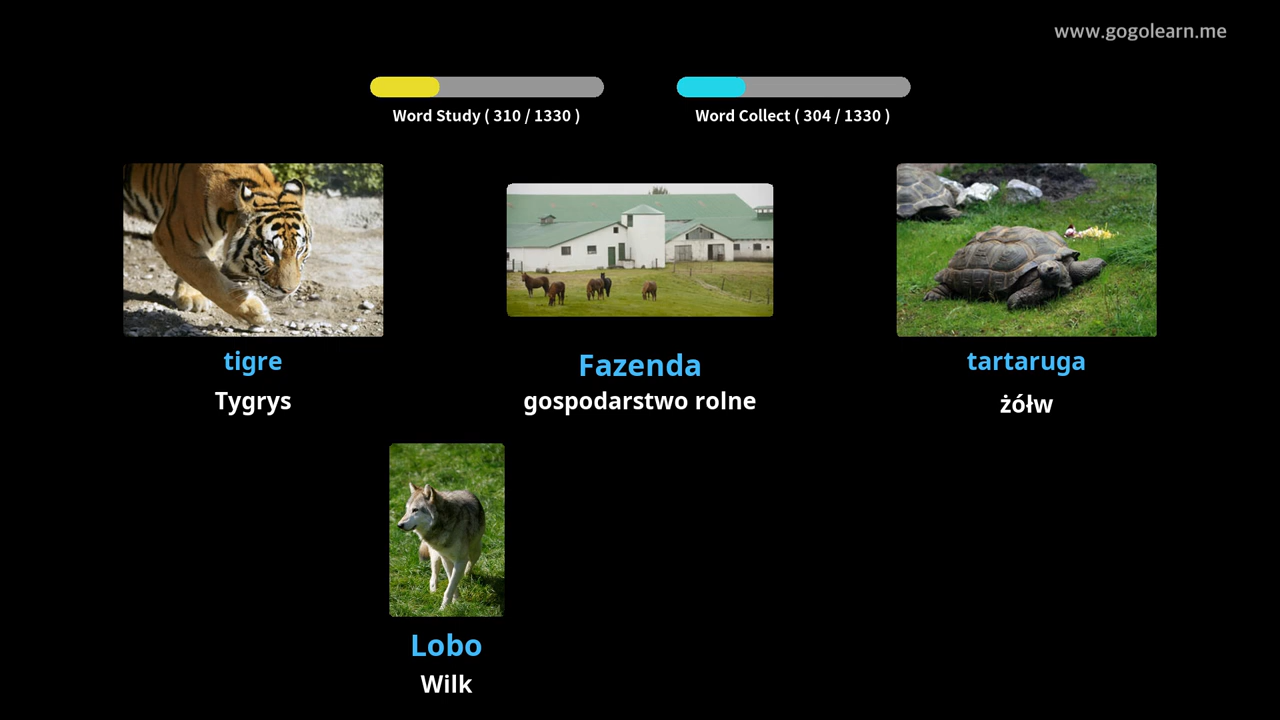 www.gogolearn.me
Word Study ( 310 / 1330 )
Word Collect ( 304 / 1330 )
tigre
Tygrys
Fazenda
gospodarstwo rolne
tartaruga
żółw
Lobo
Wilk